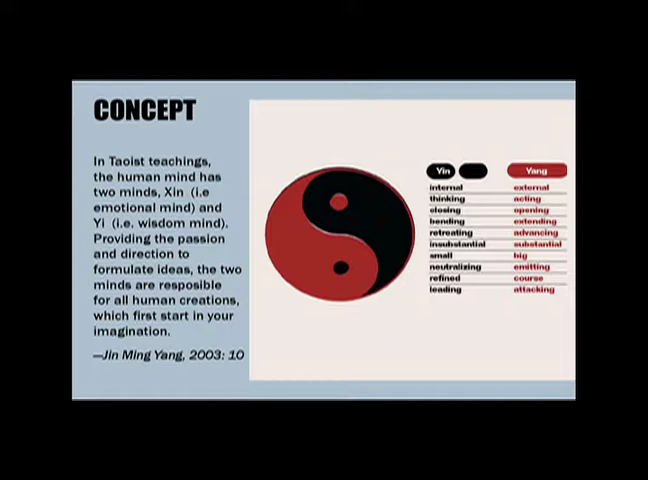 CONCEPT
In Taoist teachings,
the human mind has
two minds, Xin (i.e
emotional mind) and
Yi (i.e. wisdom mind).
Providing the passion
and direction to
formulate ideas, the two
minds are resposible
for all human creations,
which first start in your
imagination.
—Jin Ming Yang, 2003: 10
Yin Yang
internal external
thinking acting
closing opening
bending extending
retreating advancing
insubstantial substantial
small big
neutralizing emitting
refined course
leading attacking